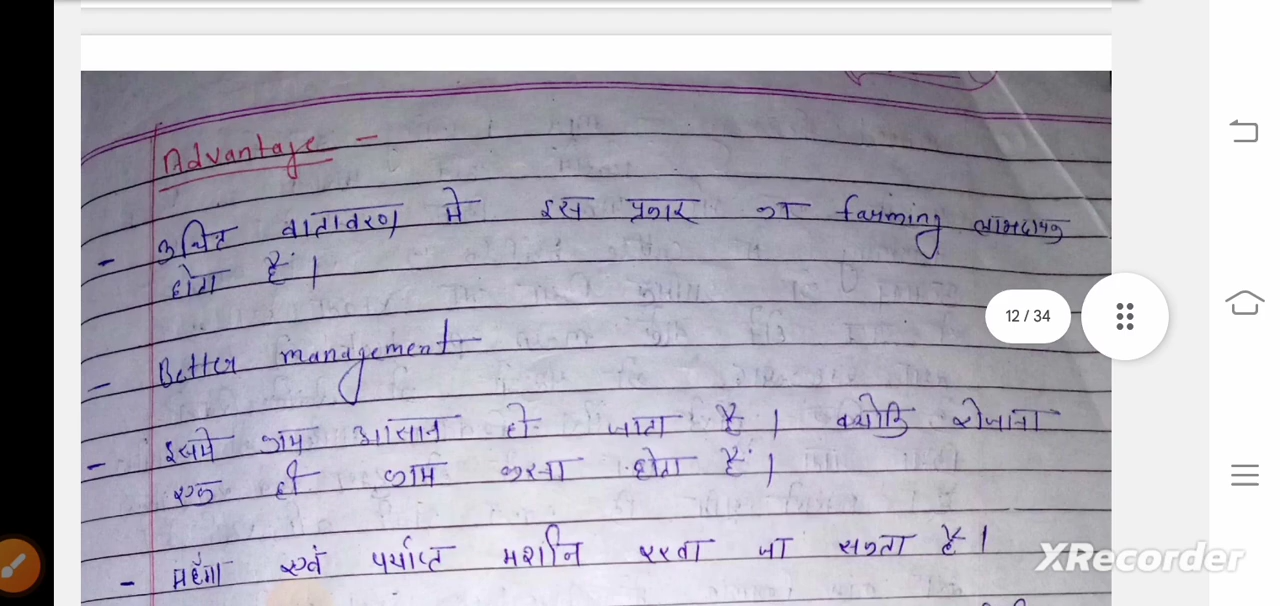 Advantage -
- उचित वातावरण मे इस प्रकार का farming लाभदायक
होता है।
12 / 34
- Better management -
- इसमे काम आसान हो जाता है। क्योकि रोजाना
एक ही काम करना होता है।
- महंगा एवं पर्याप्त मशीन रखा जा सकता है।
XRecorder